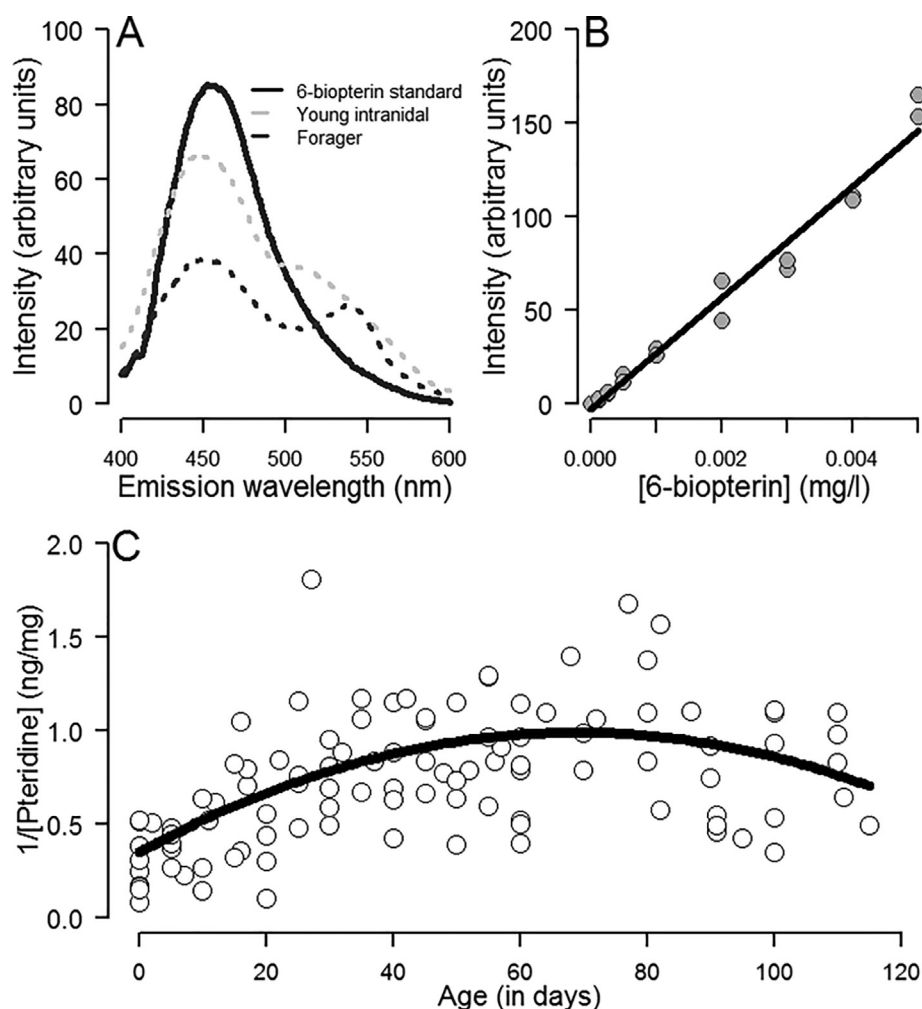 A
Intensity (arbitrary units)
100
80
60
40
20
0
6-biopterin standard
Young intranidal
Forager
400 450 500 550 600
Emission wavelength (nm)
B
Intensity (arbitrary units)
200
150
100
50
0
0.000 0.002 0.004
[6-biopterin] (mg/l)
C
1/[Pteridine] (ng/mg)
2.0
1.5
1.0
0.5
0.0
0 20 40 60 80 100 120
Age (in days)